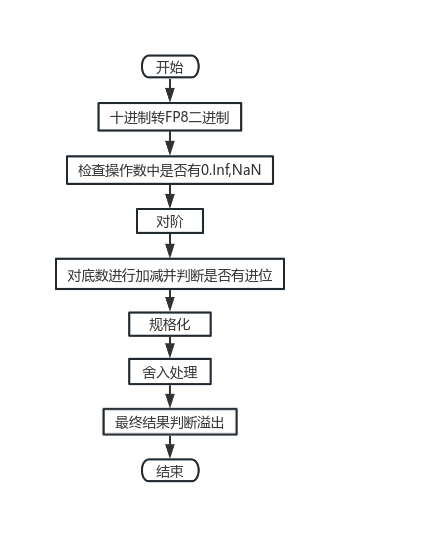 开始
十进制转FP8二进制
检查操作数中是否有0.Inf,NaN
对阶
对底数进行加减并判断是否有进位
规格化
舍入处理
最终结果判断溢出
结束